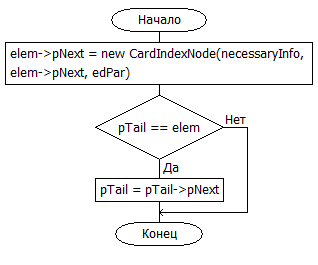 Начало
elem->pNext = new CardIndexNode(necessaryInfo,
elem->pNext, edPar)
pTail == elem
Нет
Да
pTail = pTail->pNext
Конец